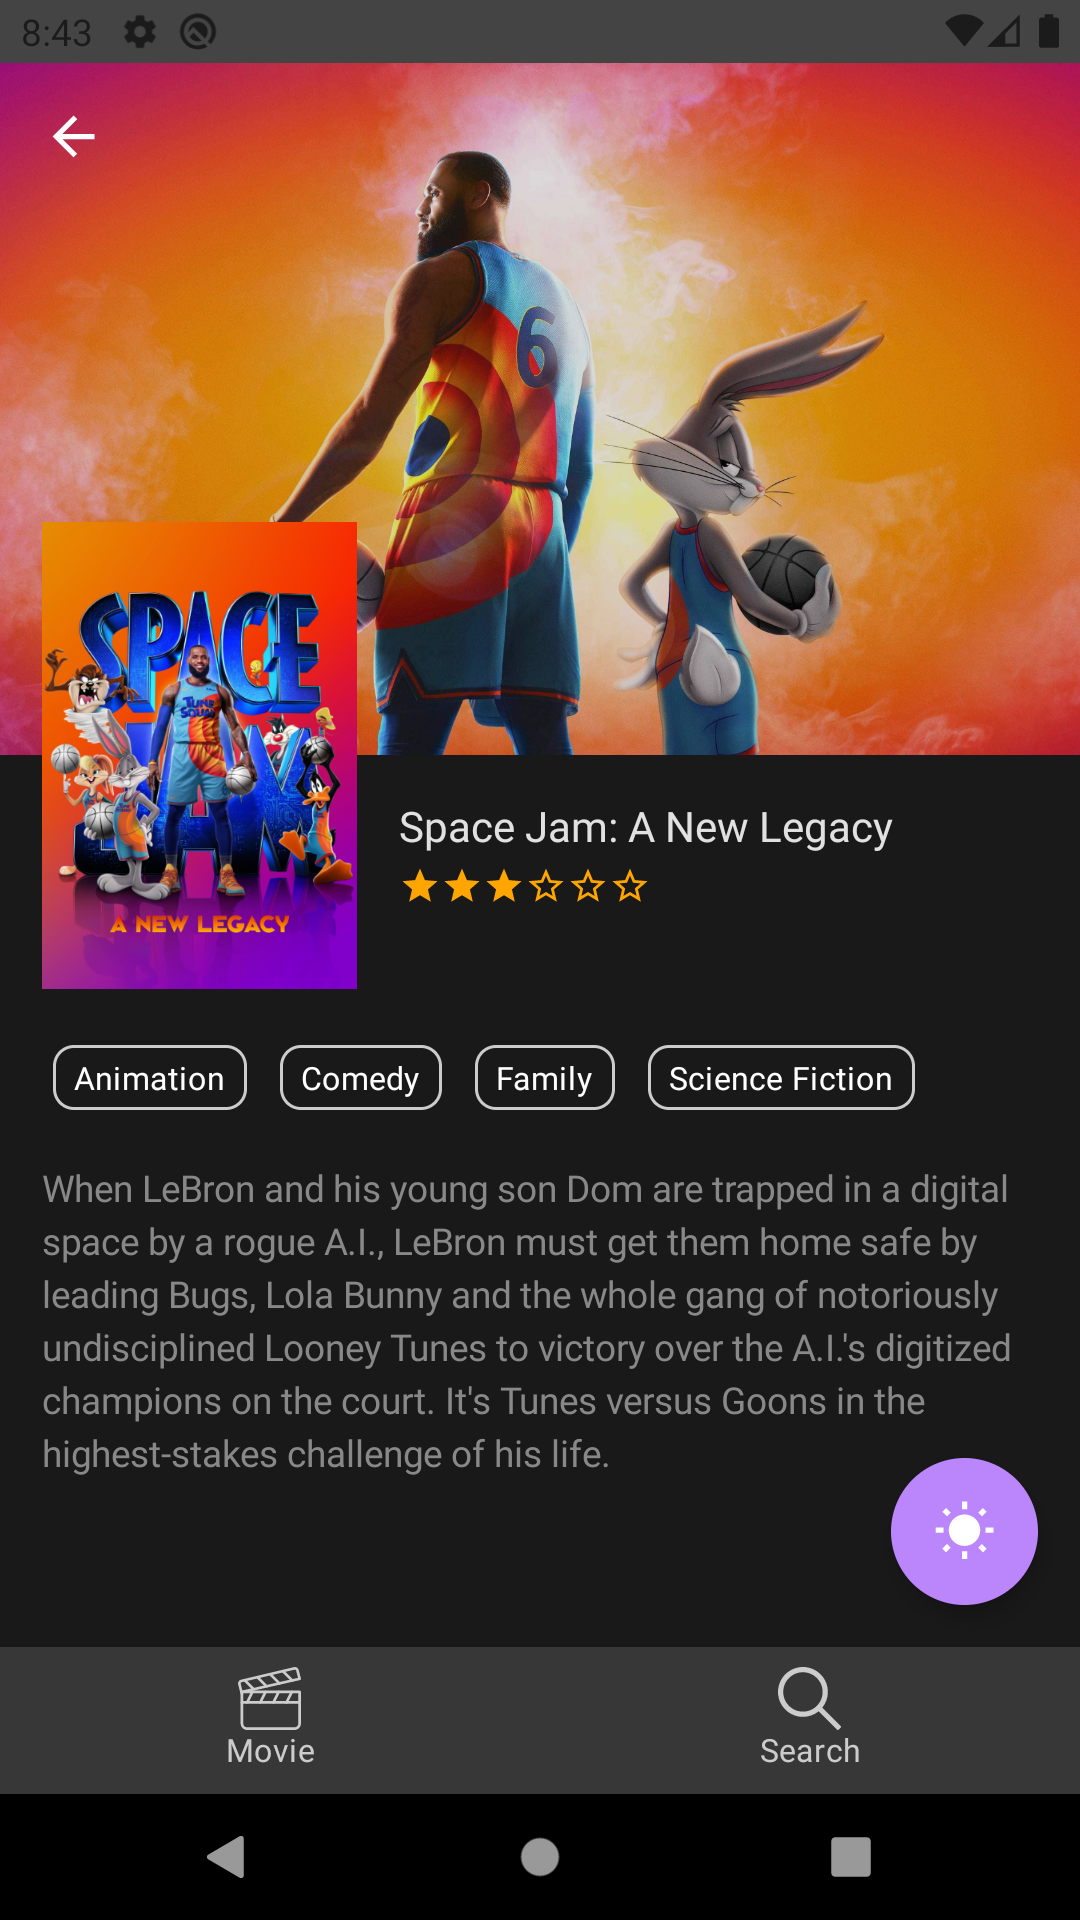 8:43
6
SPACE
JAM
TUNE
SQUAD
A NEW LEGACY
Space Jam: A New Legacy
Animation
Comedy
Family
Science Fiction
When LeBron and his young son Dom are trapped in a digital
space by a rogue A.I., LeBron must get them home safe by
leading Bugs, Lola Bunny and the whole gang of notoriously
undisciplined Looney Tunes to victory over the A.I.'s digitized
champions on the court. It's Tunes versus Goons in the
highest-stakes challenge of his life.
Movie
Search